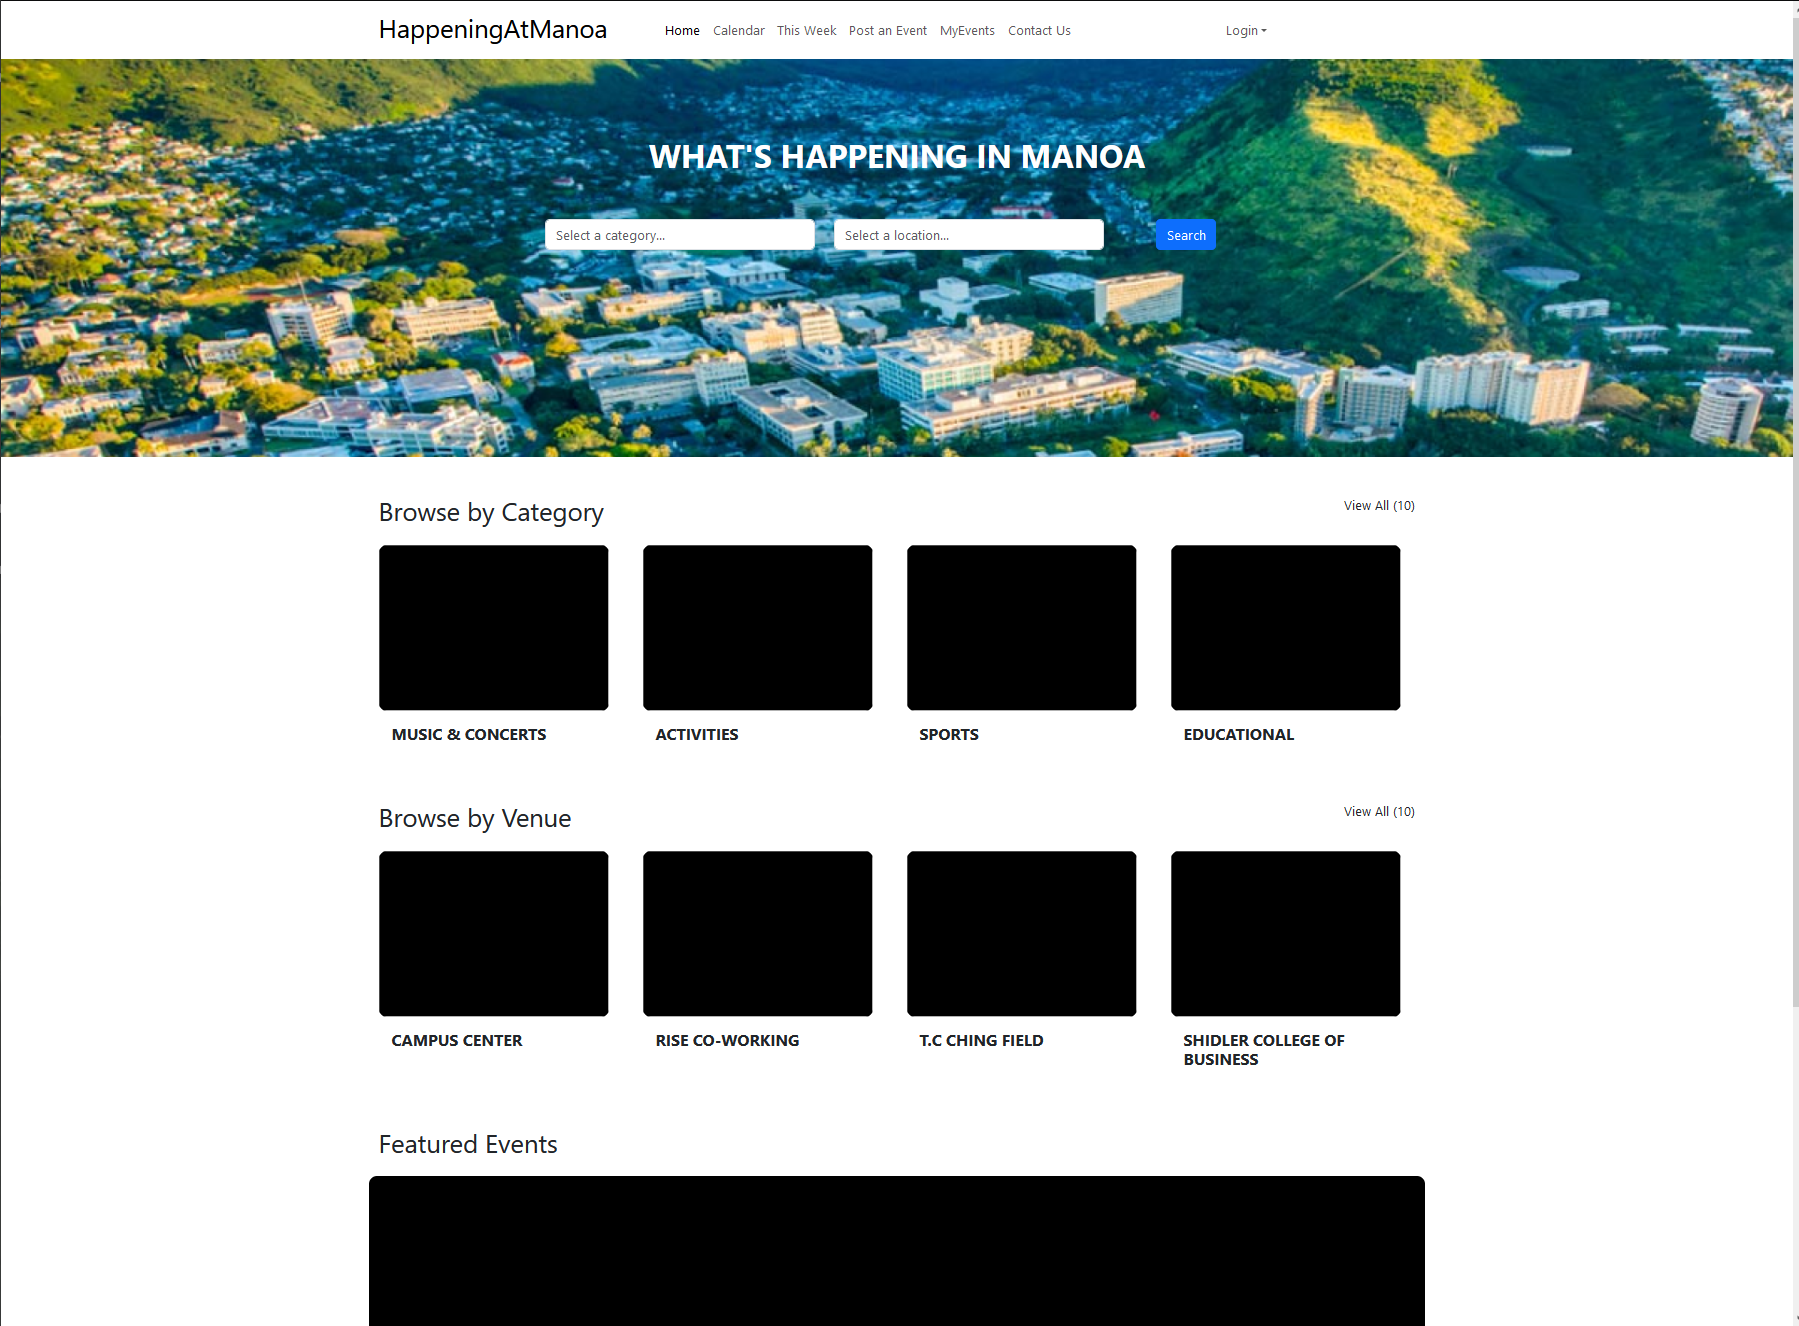 HappeningAtManoa
Home Calendar This Week Post an Event MyEvents Contact Us Login
WHAT'S HAPPENING IN MANOA
Select a category... Select a location... Search
Browse by Category View All (10)
MUSIC & CONCERTS ACTIVITIES SPORTS EDUCATIONAL
Browse by Venue View All (10)
CAMPUS CENTER RISE CO-WORKING T.C CHING FIELD SHIDLER COLLEGE OF
BUSINESS
Featured Events